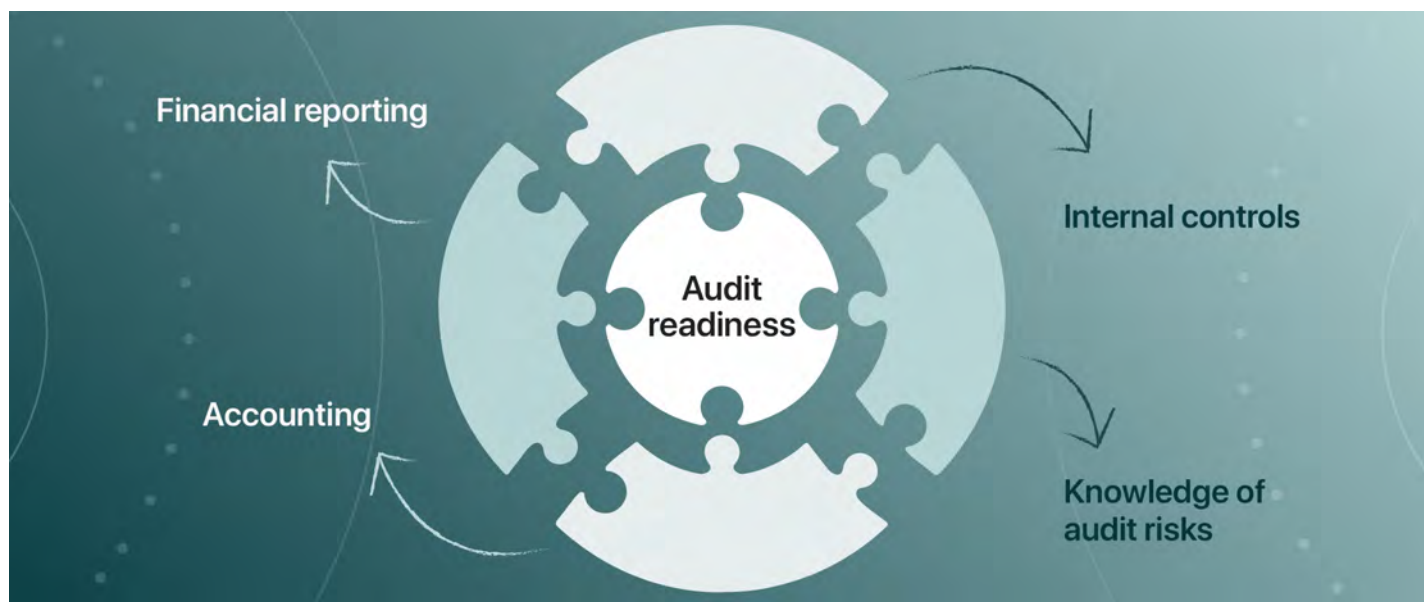 Financial reporting
Internal controls
Audit
readiness
Accounting
Knowledge of
audit risks